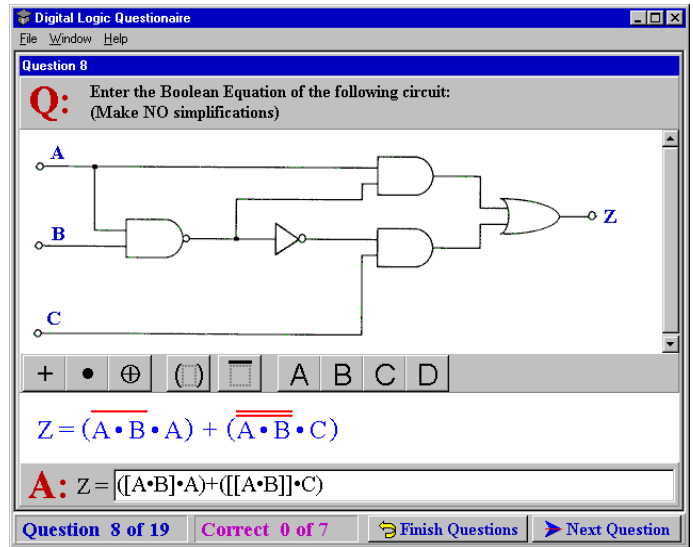 Digital Logic Questionaire
File Window Help
Question 8
Q: Enter the Boolean Equation of the following circuit:
(Make NO simplifications)
A
B
C
Z
+ • ⊕ (⬚) ⬚̅ A B C D
Z = (A̅•̅B̅•A) + (A̿•̿B̿•C)
A: Z = ([A•B]•A)+([[A•B]]•C)
Question 8 of 19 Correct 0 of 7 Finish Questions Next Question